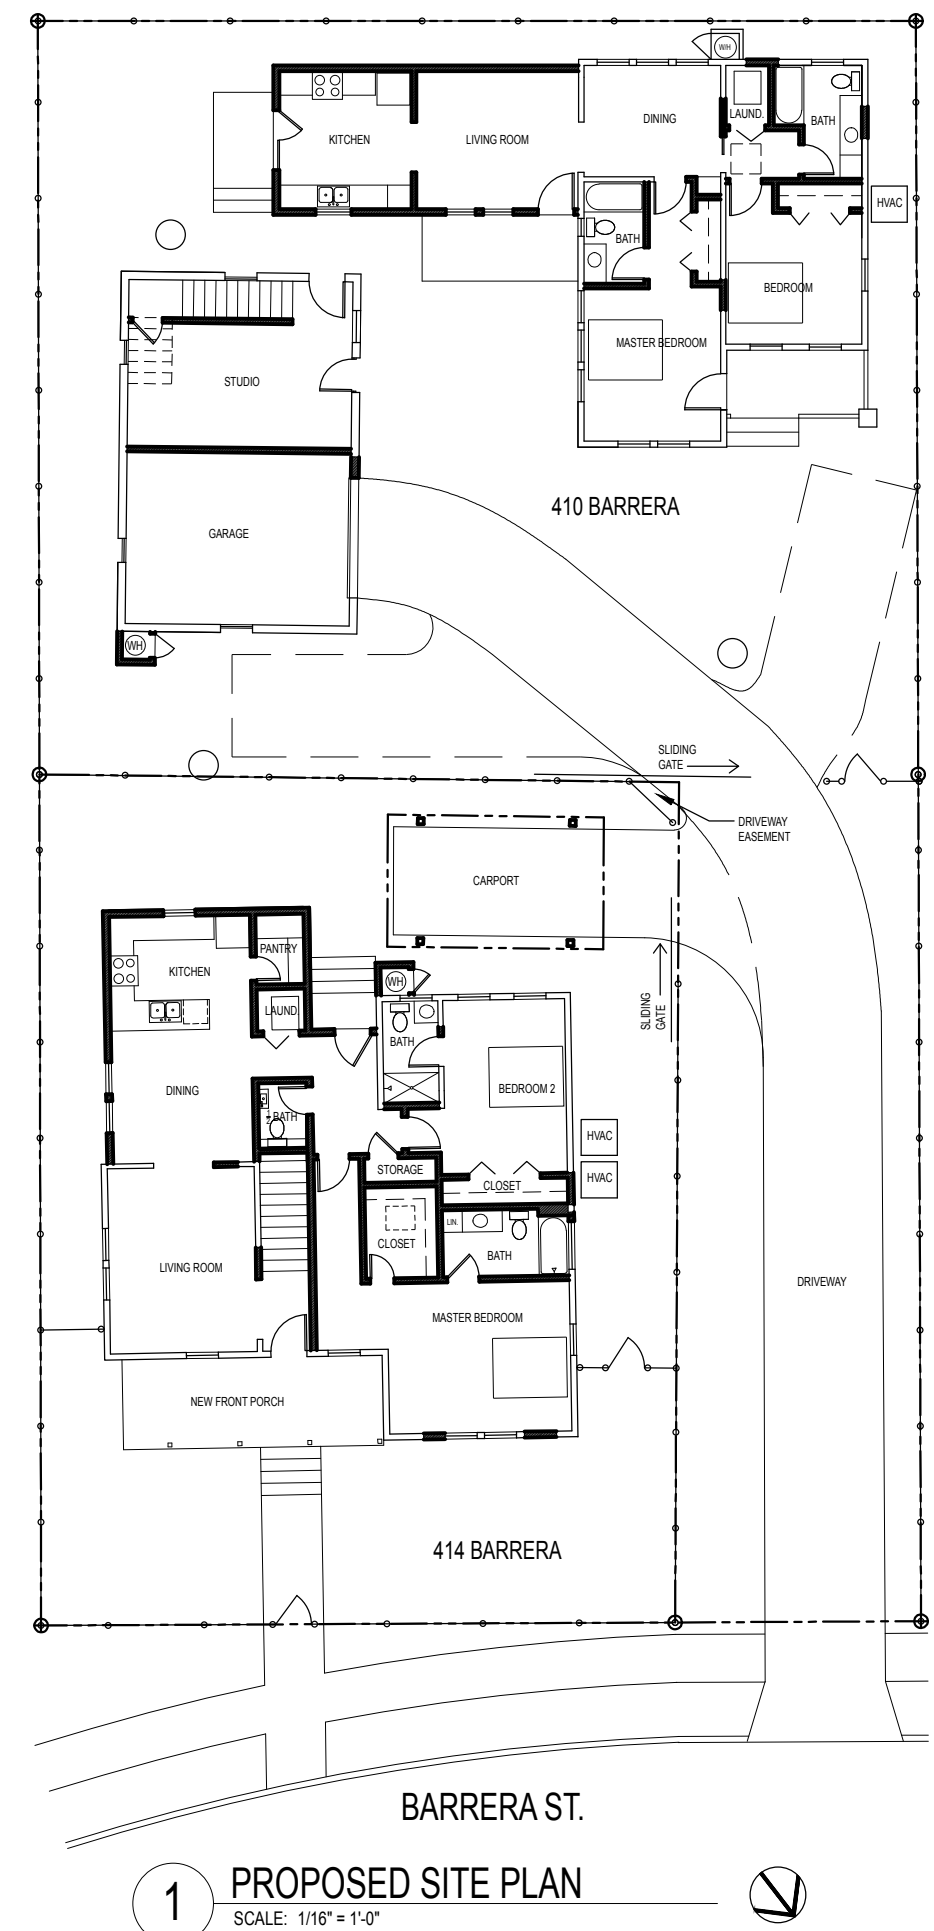 W/H
LAUND.
BATH
DINING
KITCHEN
LIVING ROOM
HVAC
BATH
BEDROOM
MASTER BEDROOM
STUDIO
410 BARRERA
GARAGE
WH
SLIDING
GATE
DRIVEWAY
EASEMENT
CARPORT
KITCHEN
PANTRY
WH
LAUND.
SLIDING
GATE
BATH
DINING
BEDROOM 2
½ BATH
HVAC
STORAGE
HVAC
CLOSET
LIN.
CLOSET
BATH
LIVING ROOM
DRIVEWAY
MASTER BEDROOM
NEW FRONT PORCH
414 BARRERA
BARRERA ST.
1
PROPOSED SITE PLAN
SCALE: 1/16" = 1'-0"